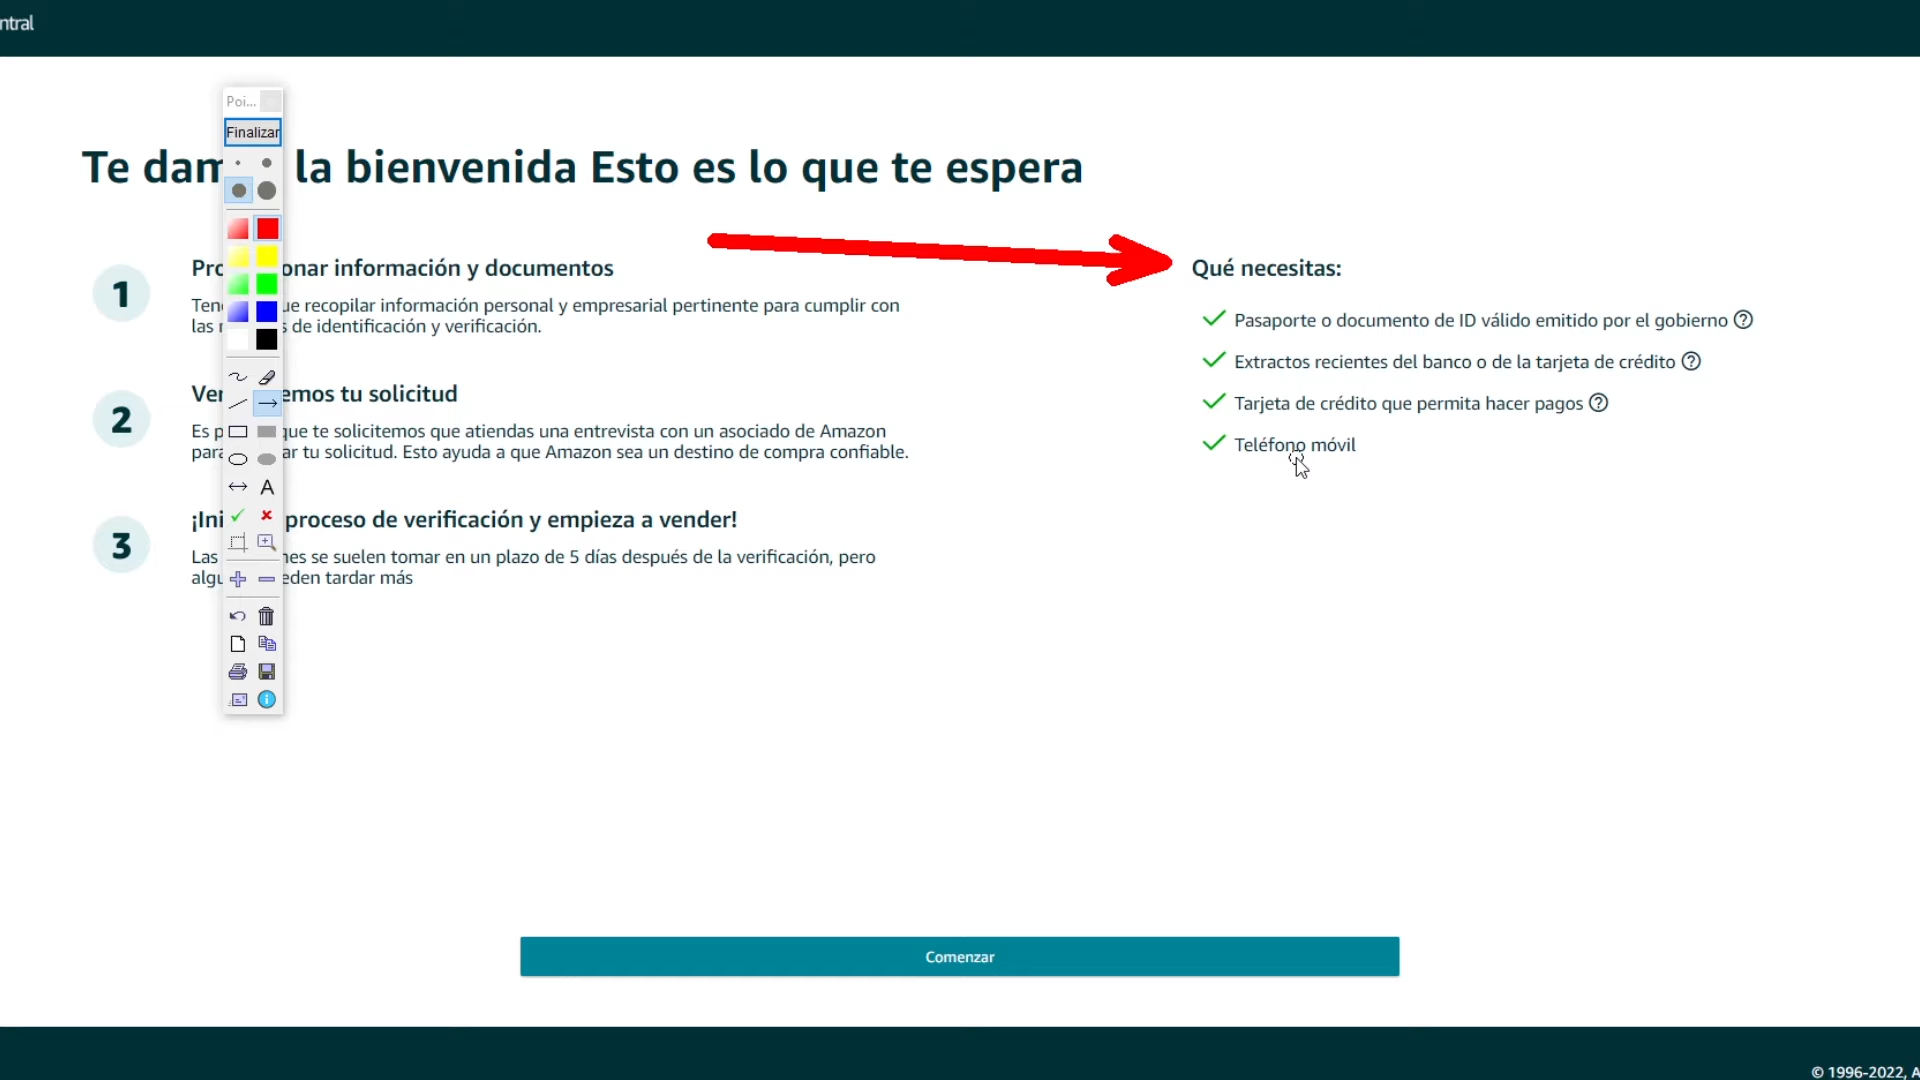 ntral
Poi...
Finalizar
Te dam la bienvenida Esto es lo que te espera
1
Pro onar información y documentos
Ten ue recopilar información personal y empresarial pertinente para cumplir con
las s de identificación y verificación.
2
Ver emos tu solicitud
Es p que te solicitemos que atiendas una entrevista con un asociado de Amazon
para ar tu solicitud. Esto ayuda a que Amazon sea un destino de compra confiable.
3
¡Ini proceso de verificación y empieza a vender!
Las nes se suelen tomar en un plazo de 5 días después de la verificación, pero
algu eden tardar más
A
Qué necesitas:
Pasaporte o documento de ID válido emitido por el gobierno
Extractos recientes del banco o de la tarjeta de crédito
Tarjeta de crédito que permita hacer pagos
Teléfono móvil
Comenzar
© 1996-2022, A